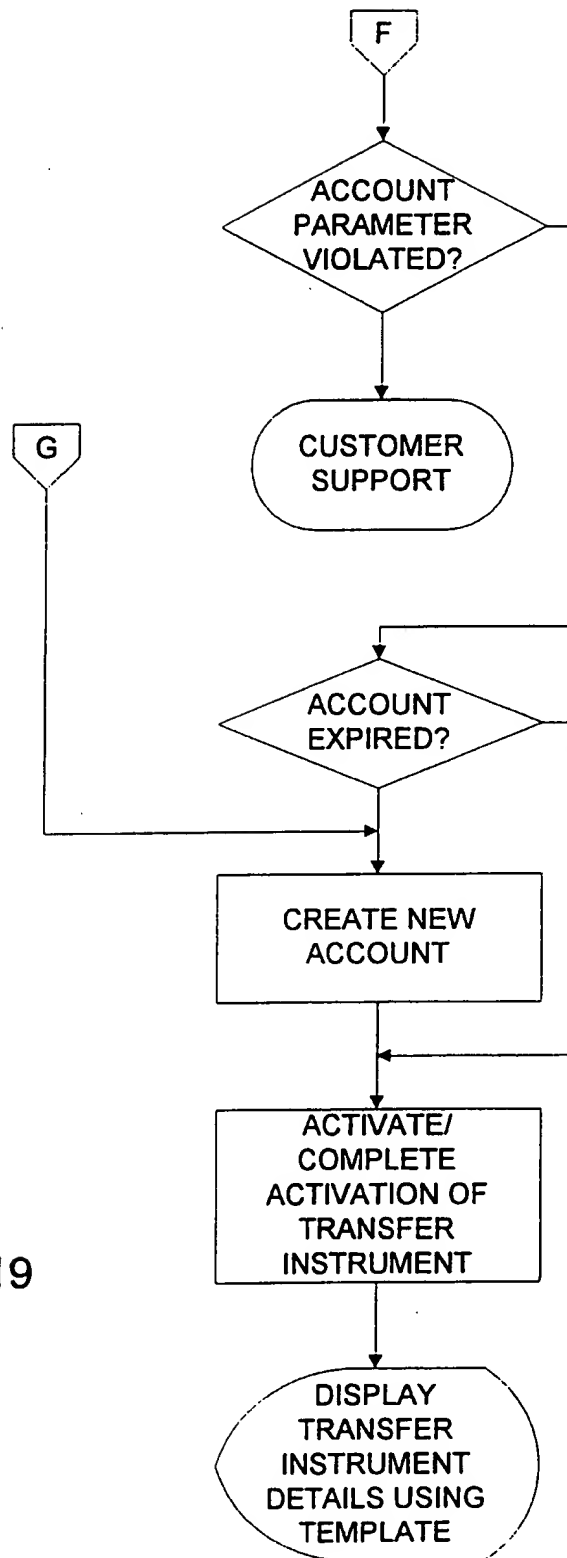 F
ACCOUNT
PARAMETER
VIOLATED?
CUSTOMER
SUPPORT
G
ACCOUNT
EXPIRED?
CREATE NEW
ACCOUNT
ACTIVATE/
COMPLETE
ACTIVATION OF
TRANSFER
INSTRUMENT
DISPLAY
TRANSFER
INSTRUMENT
DETAILS USING
TEMPLATE